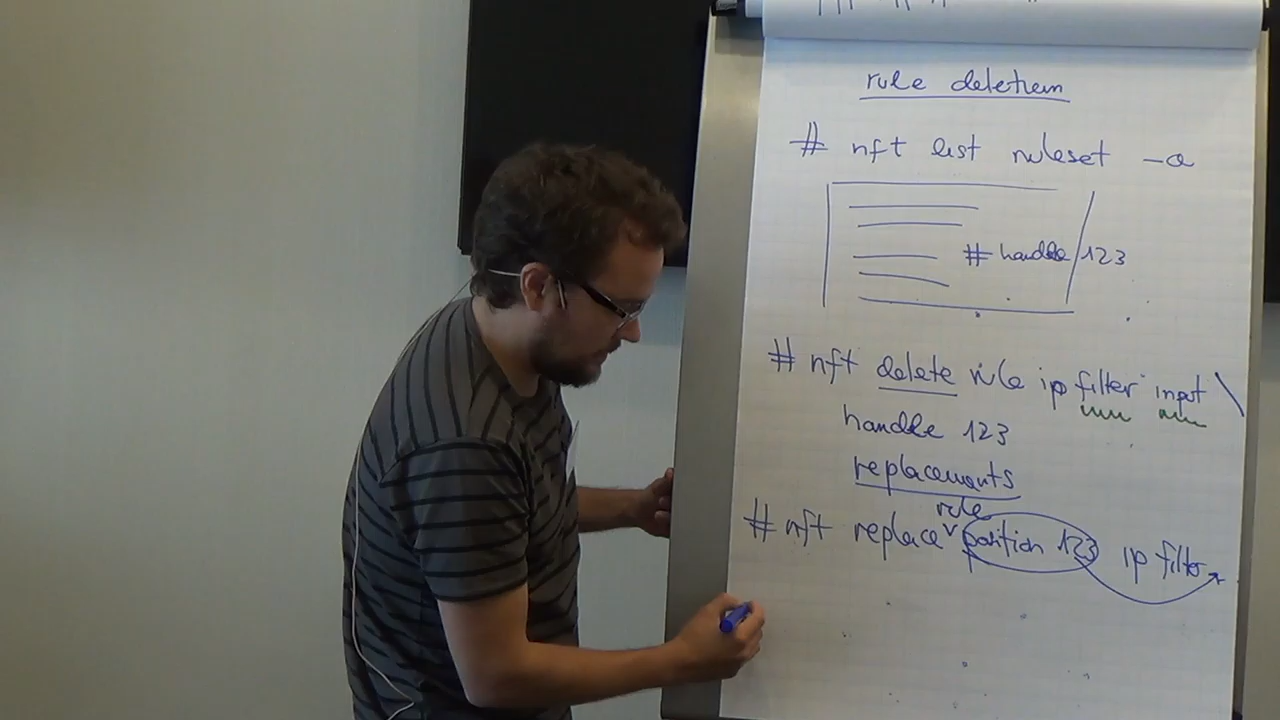 rule deletion
# nft list ruleset -a
# handle 123
# nft delete rule ip filter input \
handle 123
replacements
rule
# nft replace position 123 ip filter